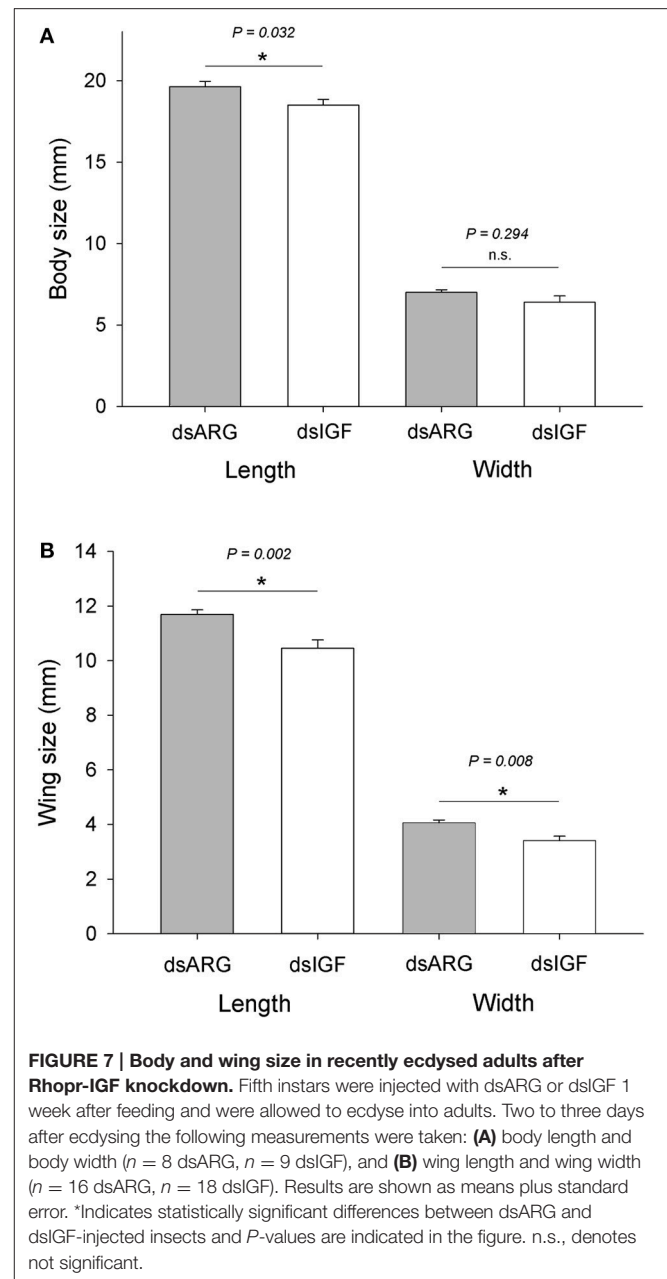 A
P = 0.032
*
P = 0.294
n.s.
Body size (mm)
20
15
10
5
0
dsARG dsIGF dsARG dsIGF
Length Width
B
P = 0.002
*
P = 0.008
*
Wing size (mm)
14
12
10
8
6
4
2
0
dsARG dsIGF dsARG dsIGF
Length Width
FIGURE 7 | Body and wing size in recently ecdysed adults after
Rhopr-IGF knockdown. Fifth instars were injected with dsARG or dsIGF 1
week after feeding and were allowed to ecdyse into adults. Two to three days
after ecdysing the following measurements were taken: (A) body length and
body width (n = 8 dsARG, n = 9 dsIGF), and (B) wing length and wing width
(n = 16 dsARG, n = 18 dsIGF). Results are shown as means plus standard
error. *Indicates statistically significant differences between dsARG and
dsIGF-injected insects and P-values are indicated in the figure. n.s., denotes
not significant.